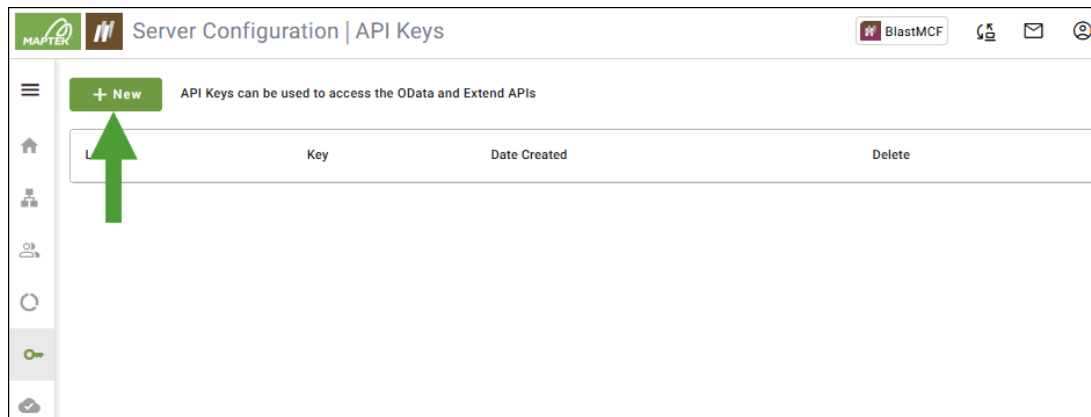 MAPTEK
Server Configuration | API Keys
BlastMCF
+ New
API Keys can be used to access the OData and Extend APIs
Key
Date Created
Delete